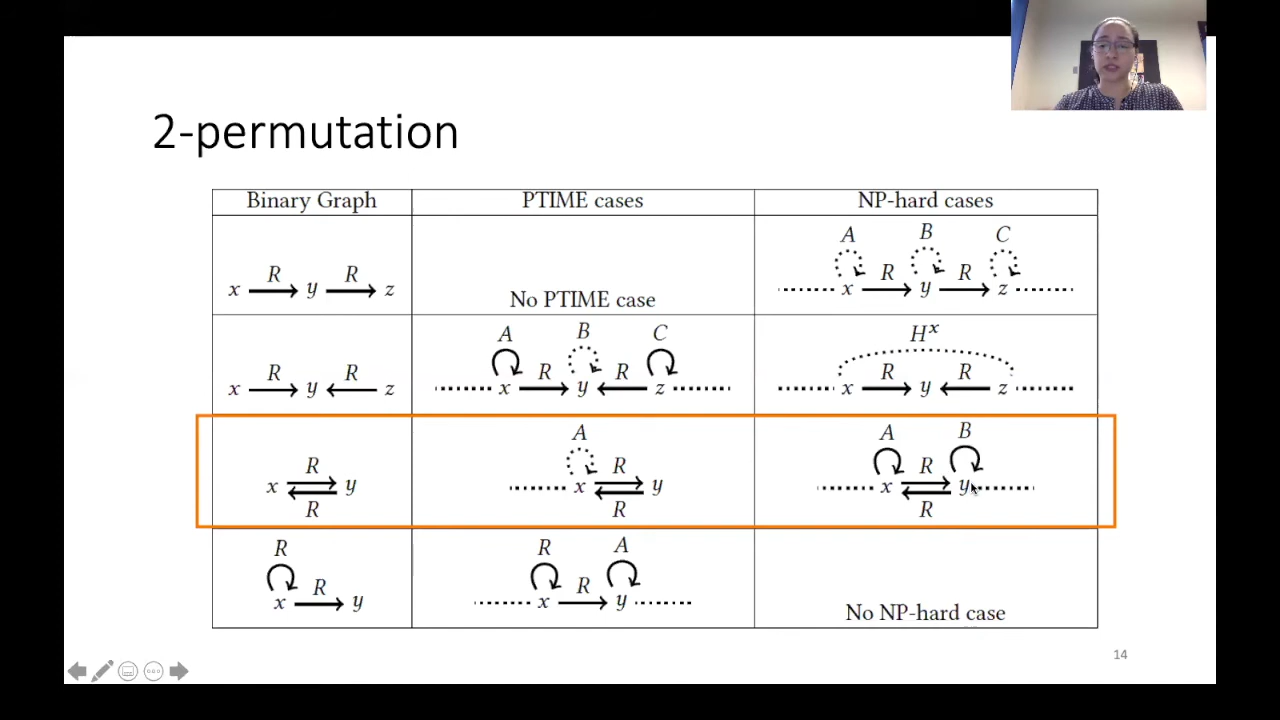 2-permutation
Binary Graph PTIME cases NP-hard cases
A B C
R R R R
x y z x y z
No PTIME case
A B C H^x
R R R R R R
x y z x y z x y z
A A B
R R R
x y x y x y
R R R
R R A
R R
x y x y
No NP-hard case
14